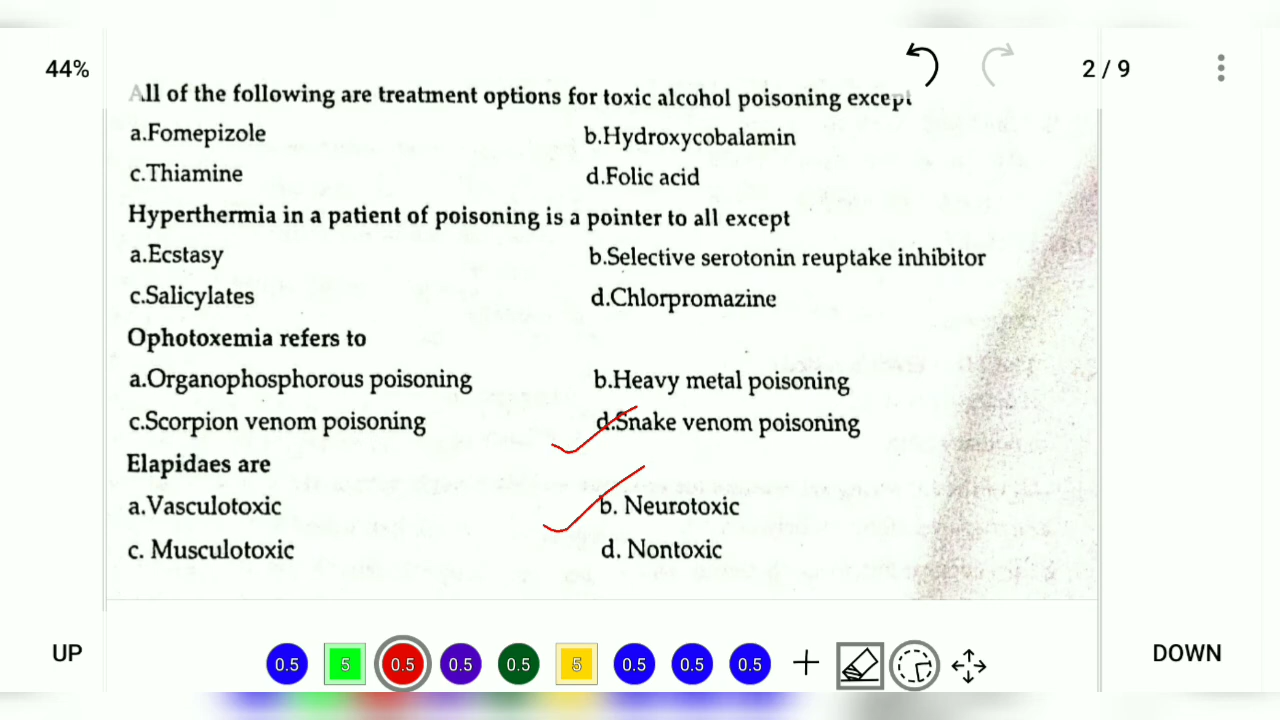 44%
2 / 9
All of the following are treatment options for toxic alcohol poisoning except
a.Fomepizole b.Hydroxycobalamin
c.Thiamine d.Folic acid
Hyperthermia in a patient of poisoning is a pointer to all except
a.Ecstasy b.Selective serotonin reuptake inhibitor
c.Salicylates d.Chlorpromazine
Ophotoxemia refers to
a.Organophosphorous poisoning b.Heavy metal poisoning
c.Scorpion venom poisoning d.Snake venom poisoning
Elapidaes are
a.Vasculotoxic b. Neurotoxic
c. Musculotoxic d. Nontoxic
UP DOWN
0.5 5 0.5 0.5 0.5 5 0.5 0.5 0.5